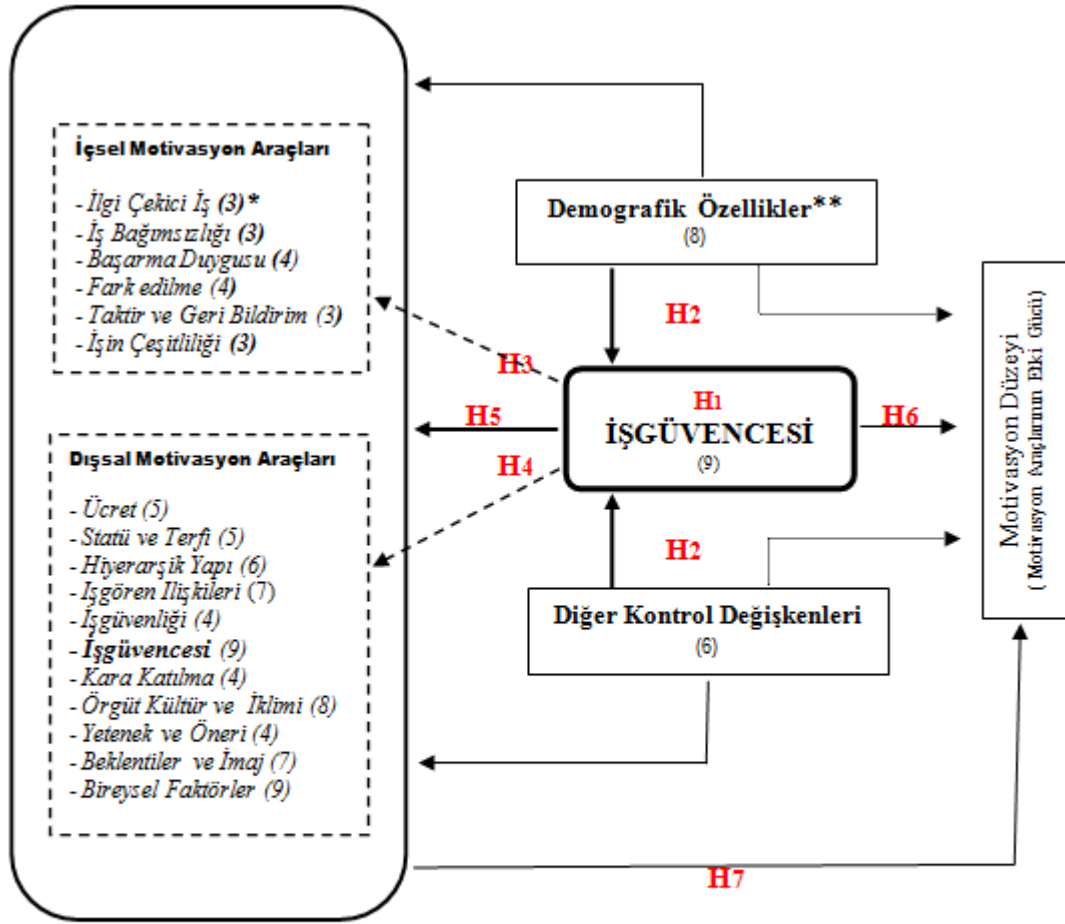 İçsel Motivasyon Araçları
- İlgi Çekici İş (3)*
- İş Bağımsızlığı (3)
- Başarma Duygusu (4)
- Fark edilme (4)
- Taktir ve Geri Bildirim (3)
- İşin Çeşitliliği (3)
Dışsal Motivasyon Araçları
- Ücret (5)
- Statü ve Terfi (5)
- Hiyerarşik Yapı (6)
- Işgören Ilişkileri (7)
- İşgüvenliği (4)
- İşgüvencesi (9)
- Kara Katılma (4)
- Örgüt Kültür ve İklimi (8)
- Yetenek ve Öneri (4)
- Beklentiler ve İmaj (7)
- Bireysel Faktörler (9)
Demografik Özellikler**
(8)
H2
H3
H5
H4
H1
İŞGÜVENCESİ
(9)
H6
H2
Diğer Kontrol Değişkenleri
(6)
Motivasyon Düzeyi
( Motivasyon Araçlarının Etki Gücü)
H7